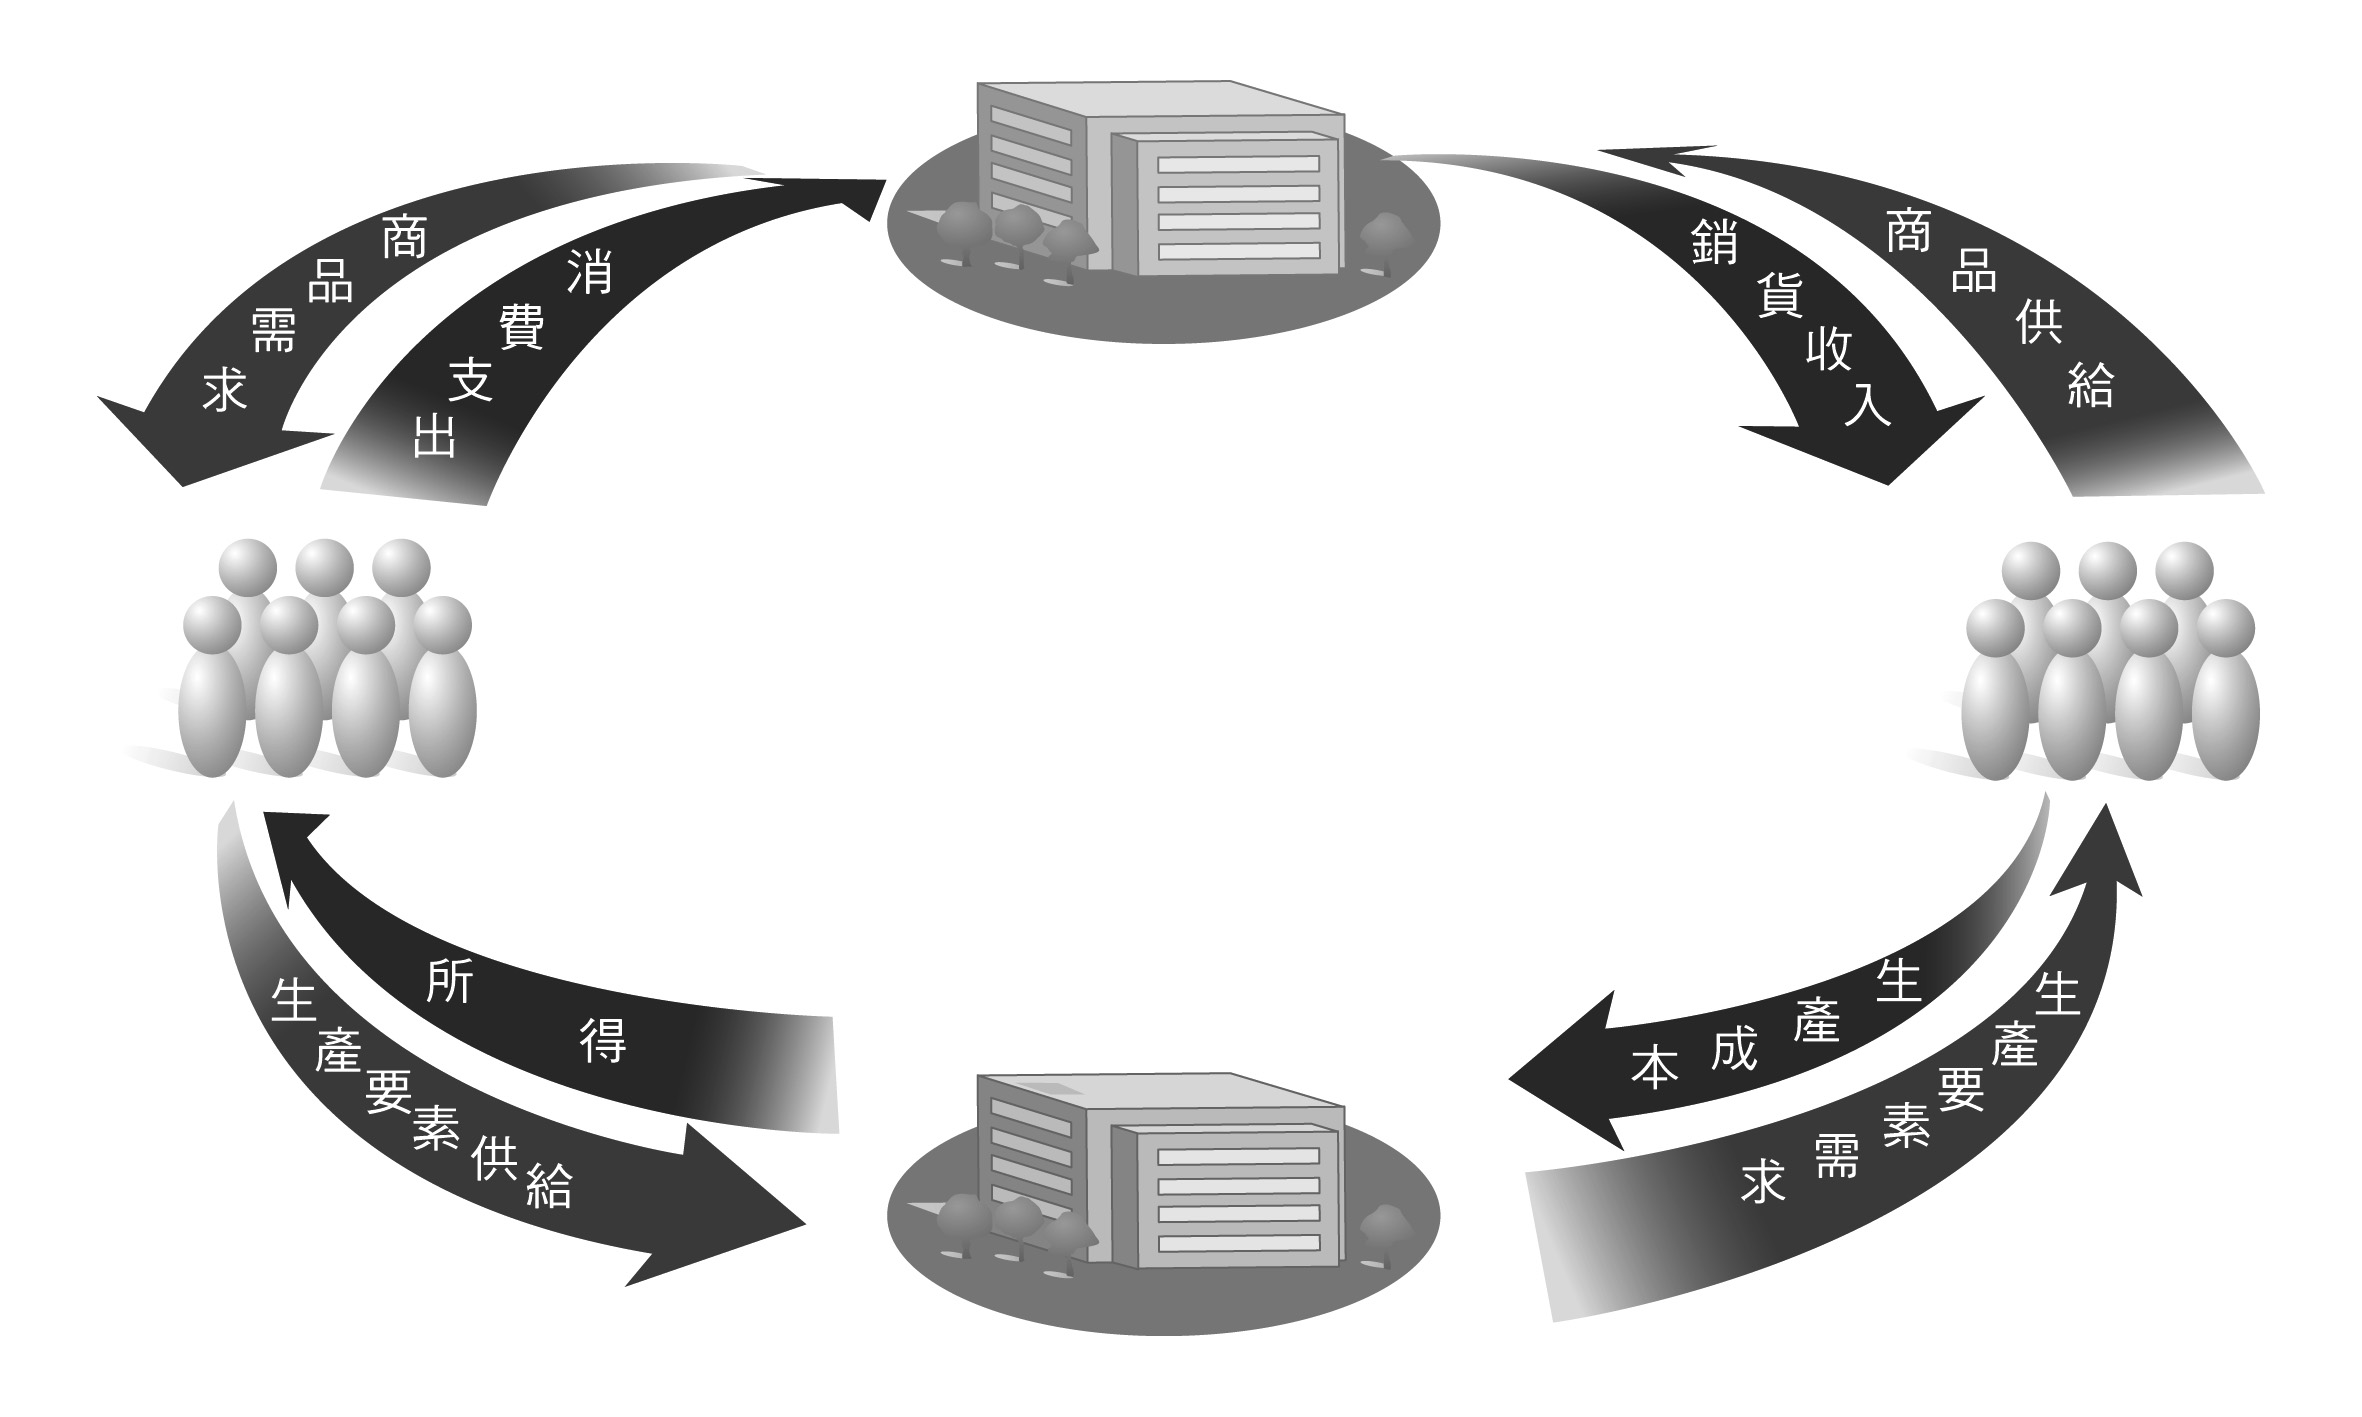 商品需求
消費支出
銷貨收入
商品供給
所得
生產要素供給
生產成本
生產要素需求